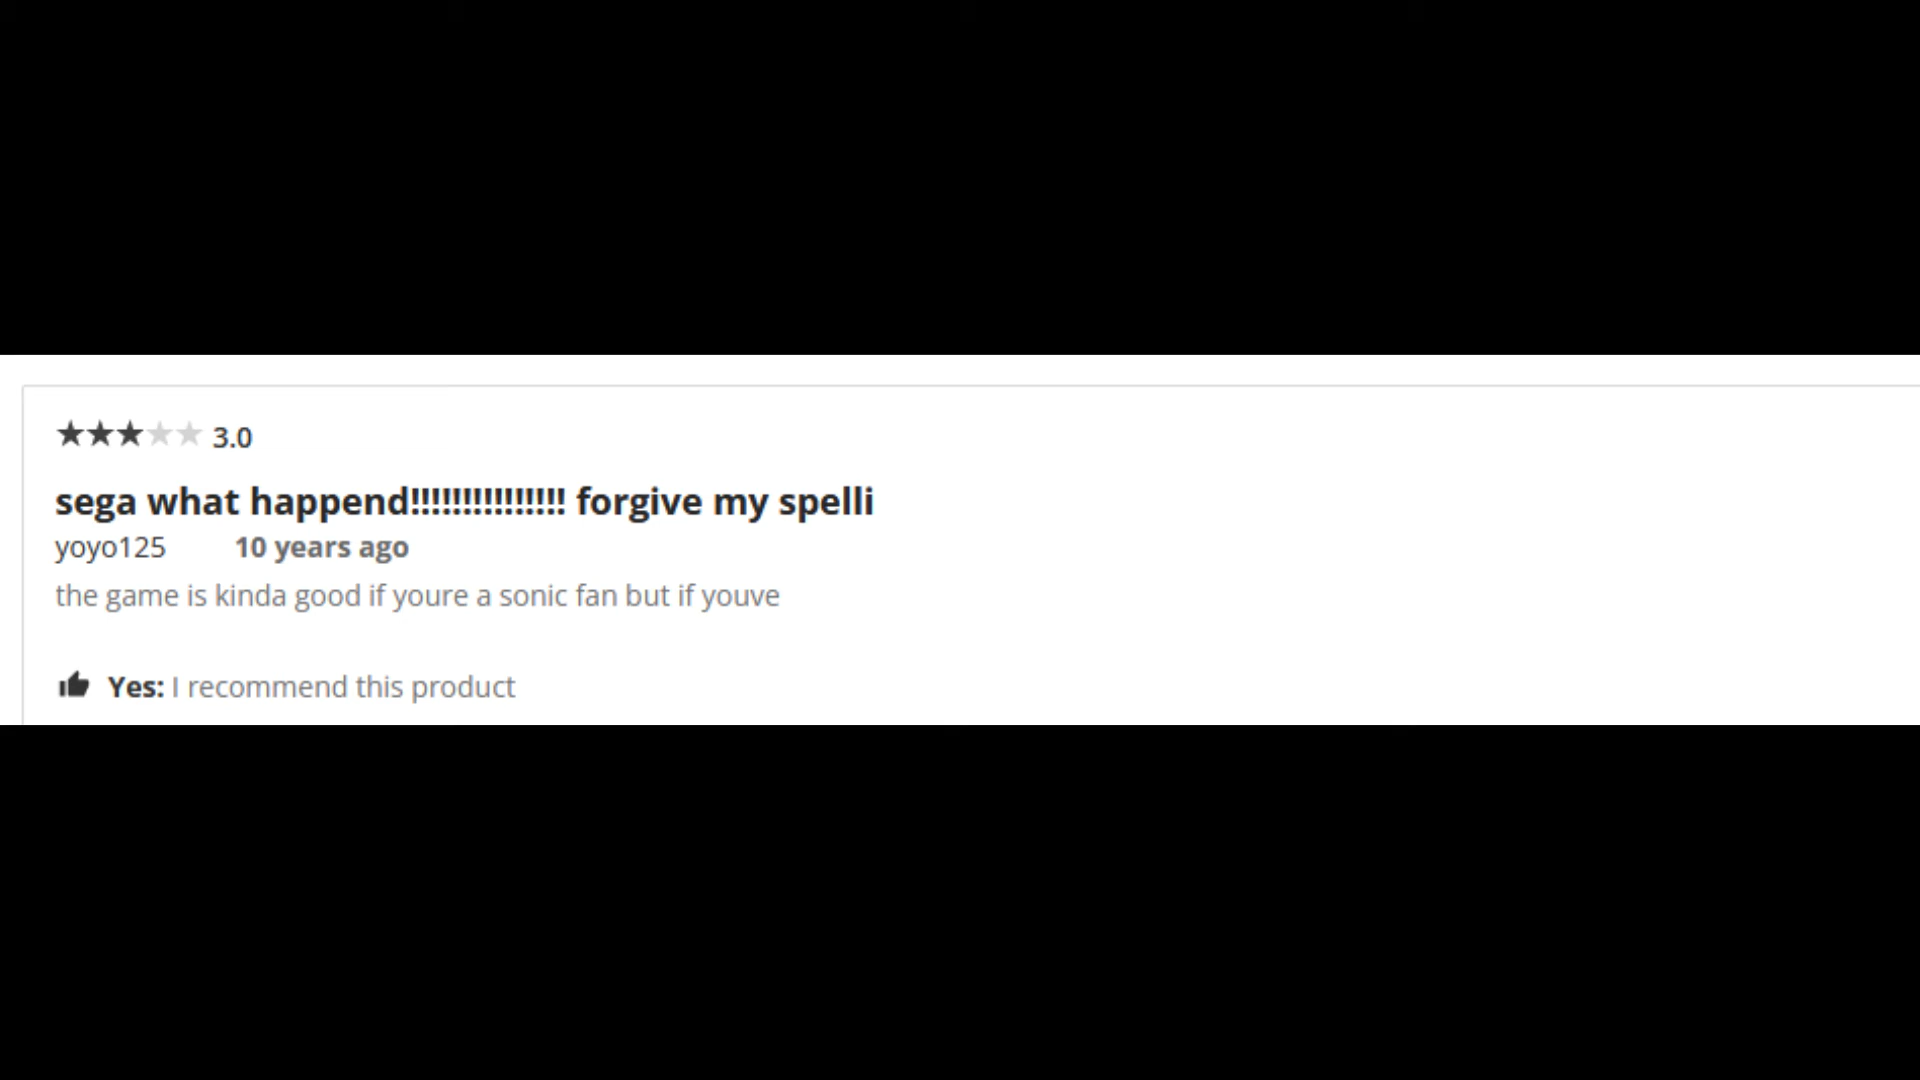 3.0
sega what happend!!!!!!!!!!!!!!! forgive my spelli
yoyo125 10 years ago
the game is kinda good if youre a sonic fan but if youve
Yes: I recommend this product